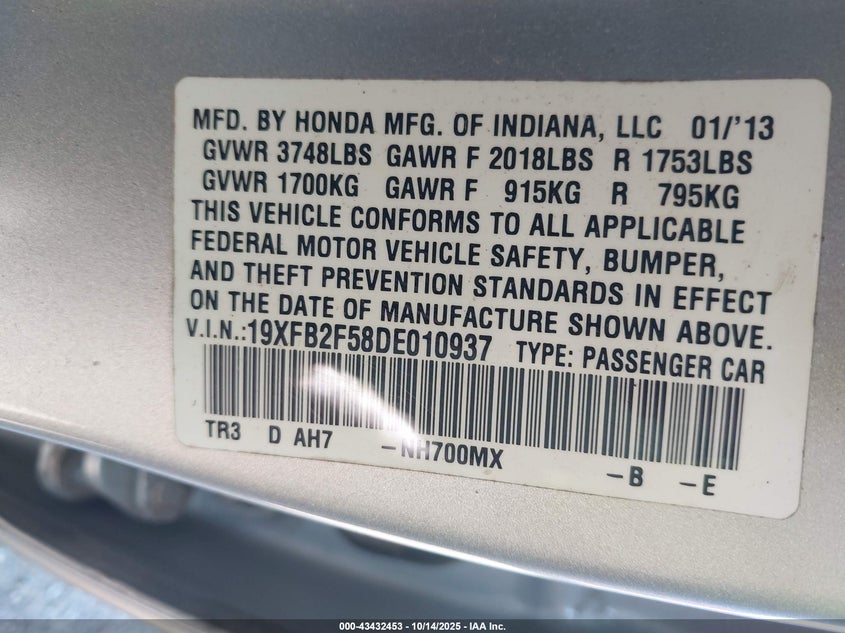 MFD. BY HONDA MFG. OF INDIANA, LLC 01/'13
GVWR 3748LBS GAWR F 2018LBS R 1753LBS
GVWR 1700KG GAWR F 915KG R 795KG
THIS VEHICLE CONFORMS TO ALL APPLICABLE
FEDERAL MOTOR VEHICLE SAFETY, BUMPER,
AND THEFT PREVENTION STANDARDS IN EFFECT
ON THE DATE OF MANUFACTURE SHOWN ABOVE.
V.I.N.:19XFB2F58DE010937 TYPE: PASSENGER CAR
TR3 D AH7 -NH700MX -B -E
000-43432453 | 10/14/2025 - IAA Inc.